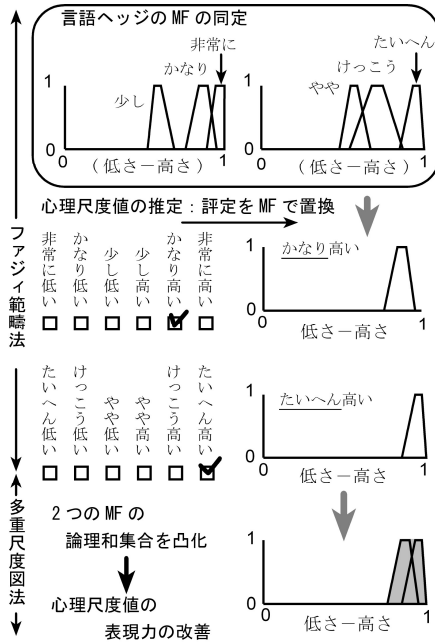 言語ヘッジの MF の同定
非常に
かなり
少し
1
0
0
1
(低さ−高さ)
たいへん
けっこう
やや
1
0
0
1
(低さ−高さ)
心理尺度値の推定：評定を MF で置換
ファジィ範疇法
非常に低い
かなり低い
少し低い
少し高い
かなり高い
非常に高い
かなり高い
1
0
0
1
低さ−高さ
たいへん低い
けっこう低い
やや低い
やや高い
けっこう高い
たいへん高い
たいへん高い
1
0
0
1
低さ−高さ
多重尺度図法
2 つの MF の
論理和集合を凸化
心理尺度値の
表現力の改善
1
0
0
1
低さ−高さ